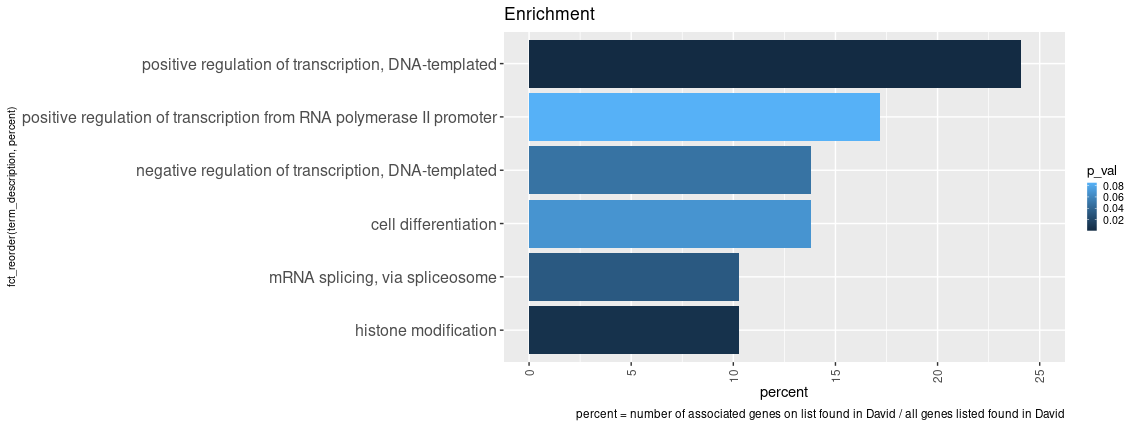 Enrichment
fct_reorder(term_description, percent)
positive regulation of transcription, DNA-templated
positive regulation of transcription from RNA polymerase II promoter
negative regulation of transcription, DNA-templated
cell differentiation
mRNA splicing, via spliceosome
histone modification
0
5
10
15
20
25
percent
percent = number of associated genes on list found in David / all genes listed found in David
p_val
0.08
0.06
0.04
0.02